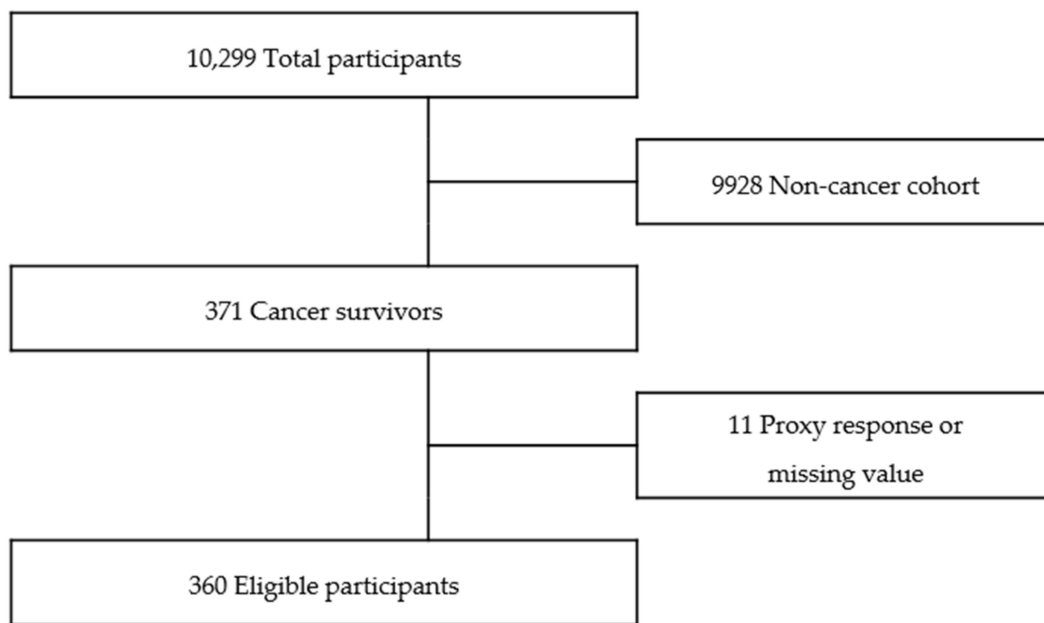 10,299 Total participants
9928 Non-cancer cohort
371 Cancer survivors
11 Proxy response or
missing value
360 Eligible participants